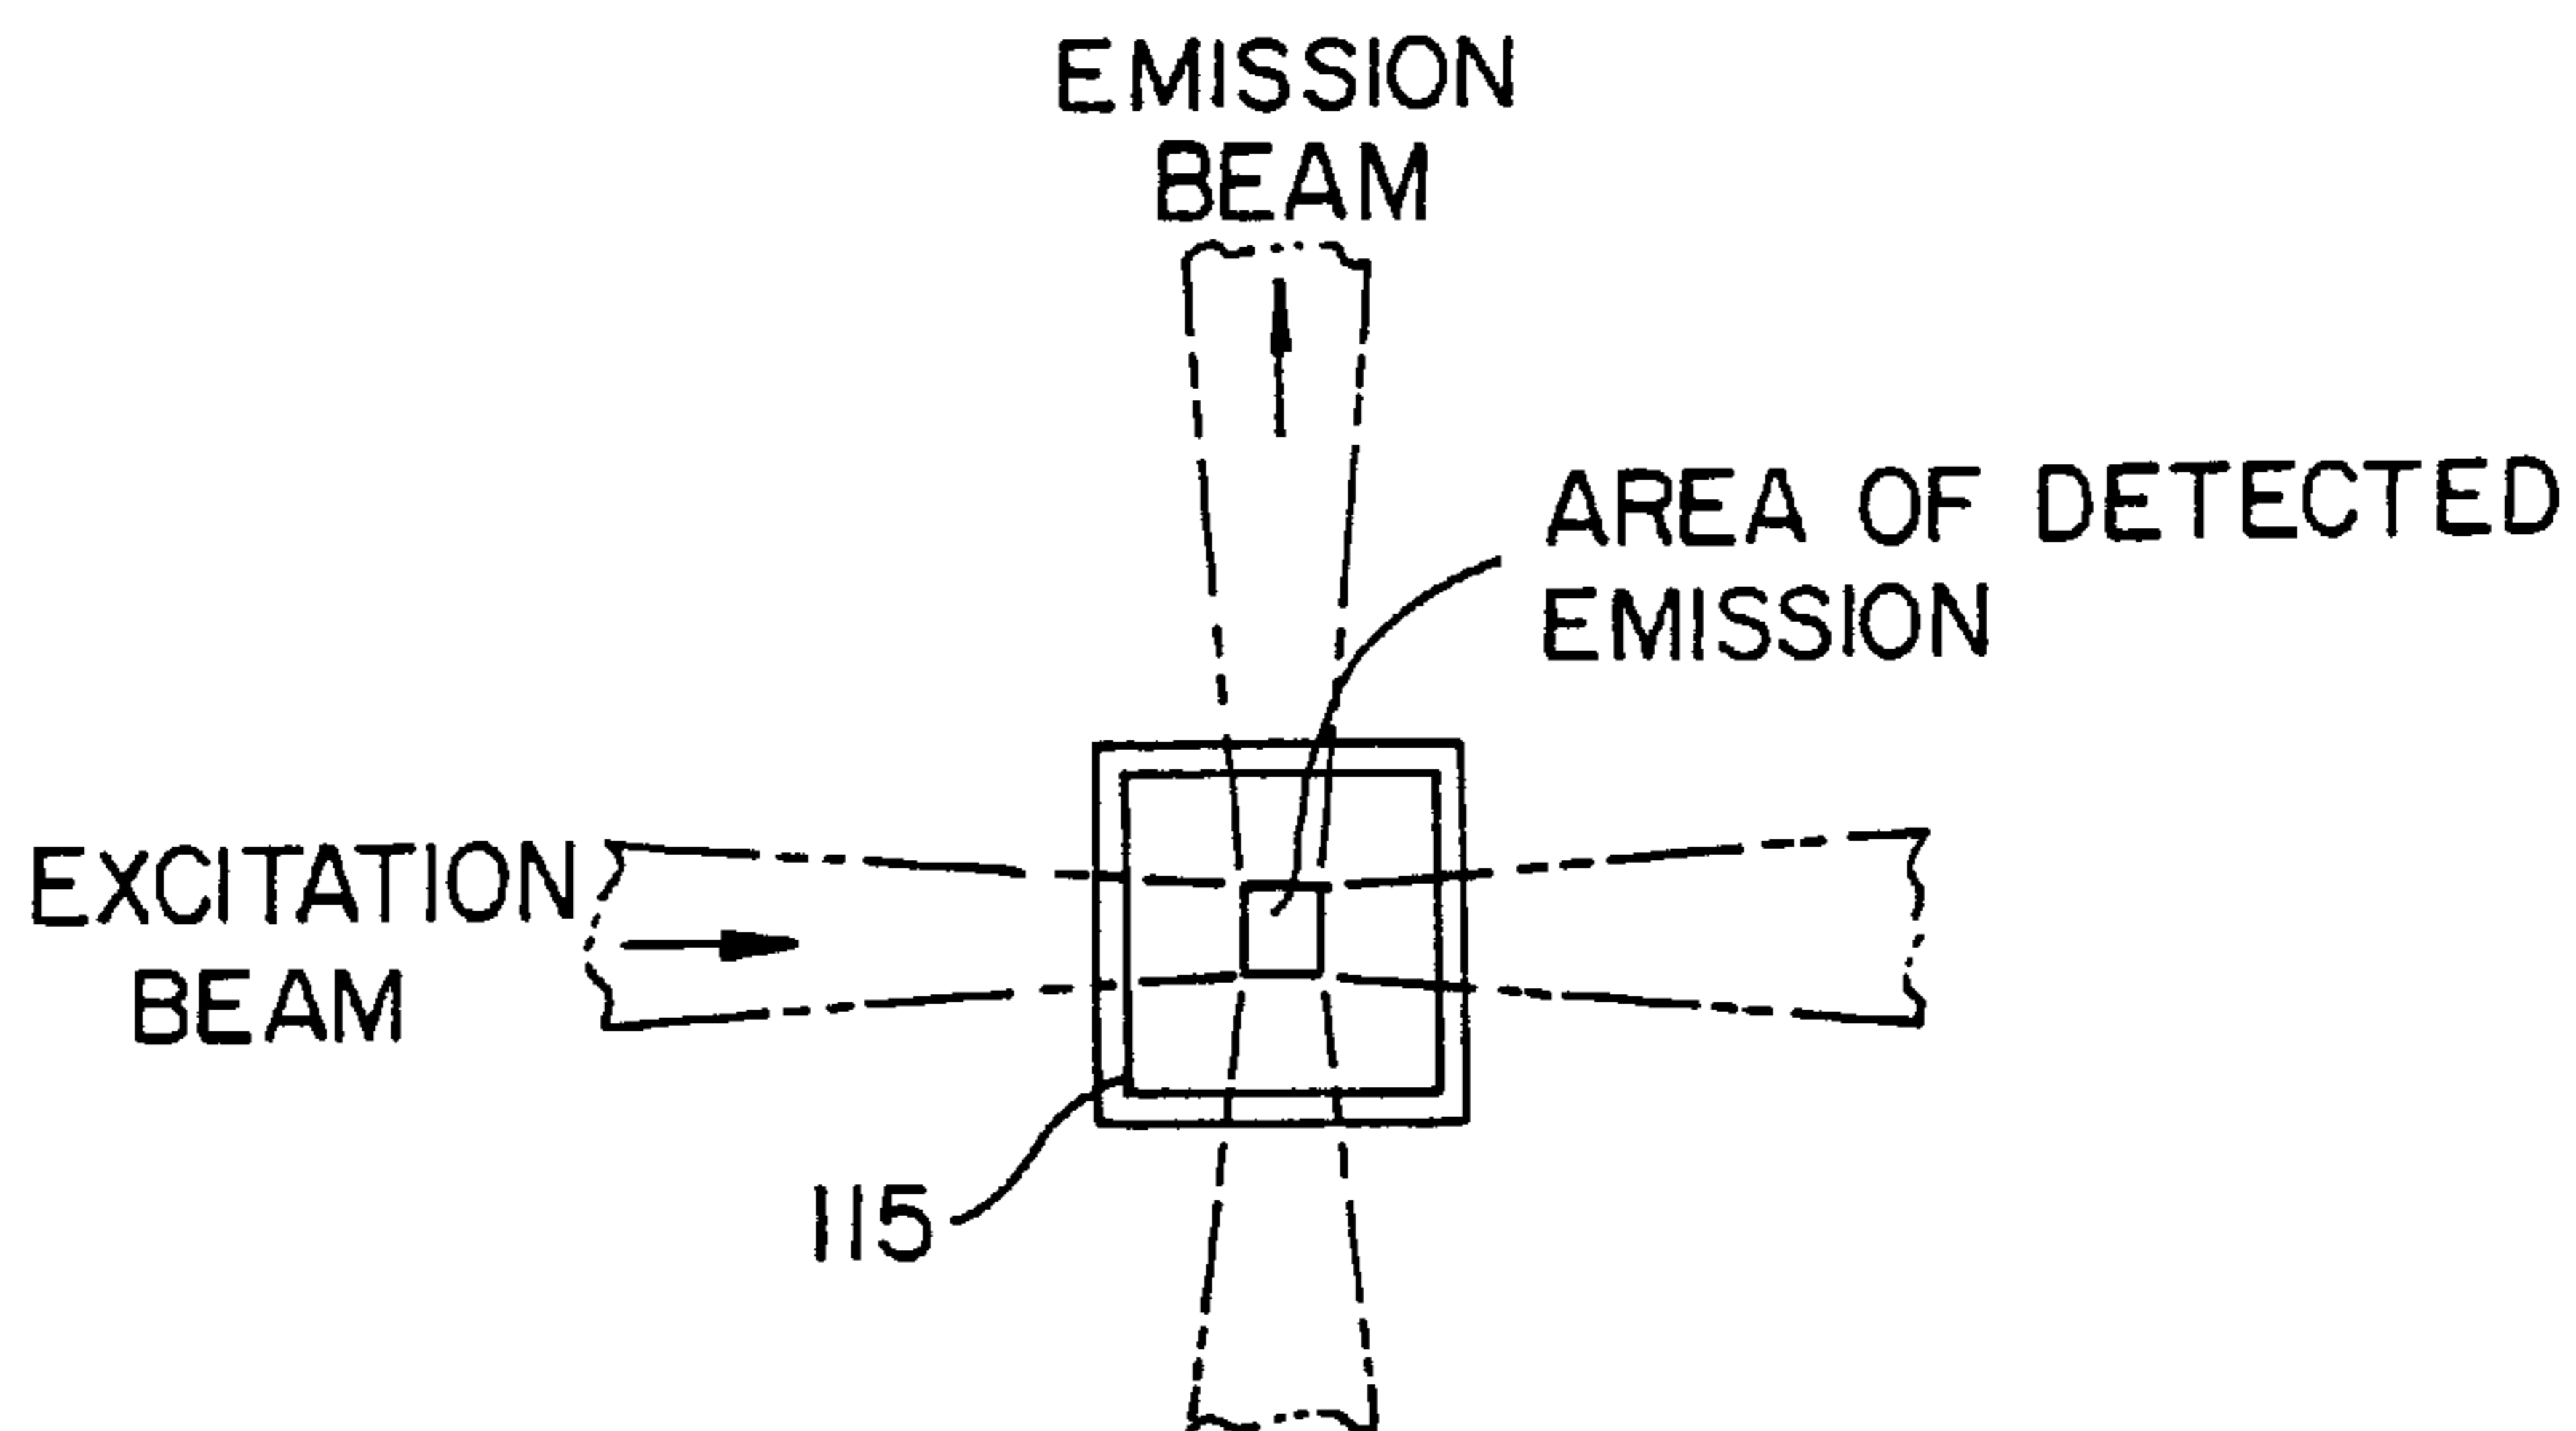 EMISSION
BEAM
AREA OF DETECTED
EMISSION
EXCITATION
BEAM
115